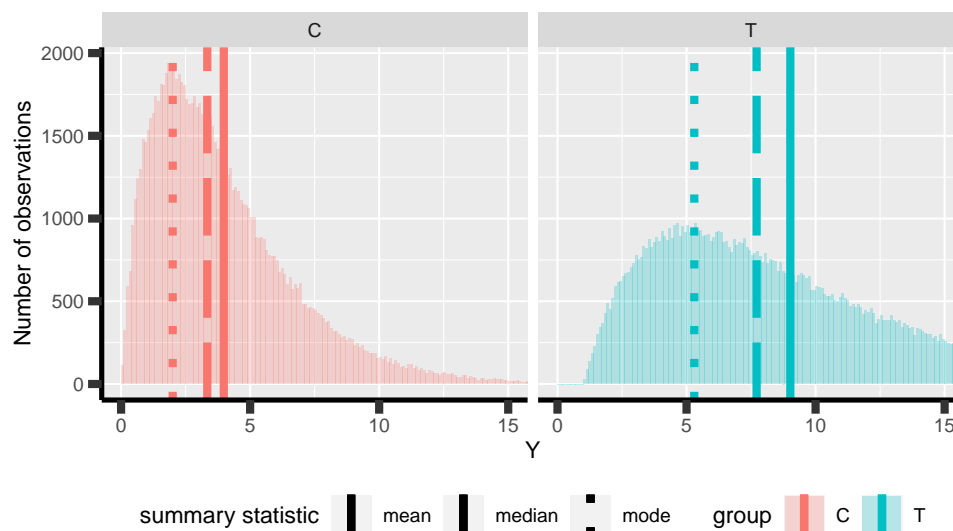 C
T
2000
1500
1000
500
0
Number of observations
0 5 10 15
0 5 10 15
Y
summary statistic mean median mode group C T